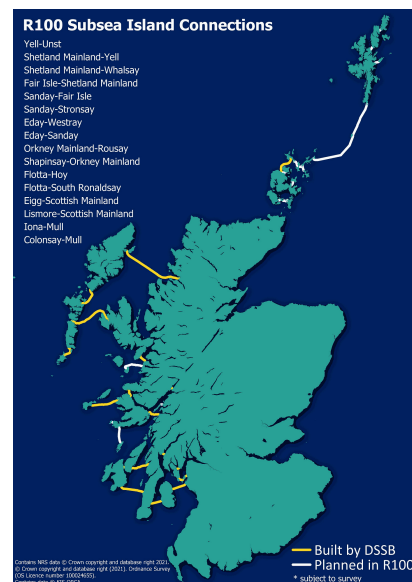 R100 Subsea Island Connections
Yell-Unst
Shetland Mainland-Yell
Shetland Mainland-Whalsay
Fair Isle-Shetland Mainland
Sanday-Fair Isle
Sanday-Stronsay
Eday-Westray
Eday-Sanday
Orkney Mainland-Rousay
Shapinsay-Orkney Mainland
Flotta-Hoy
Flotta-South Ronaldsay
Eigg-Scottish Mainland
Lismore-Scottish Mainland
Iona-Mull
Colonsay-Mull
Built by DSSB
Planned in R100
* subject to survey
Contains NRS data © Crown copyright and database right 2021.
© Crown copyright and database right (2021). Ordnance Survey
(OS Licence number 100024655).